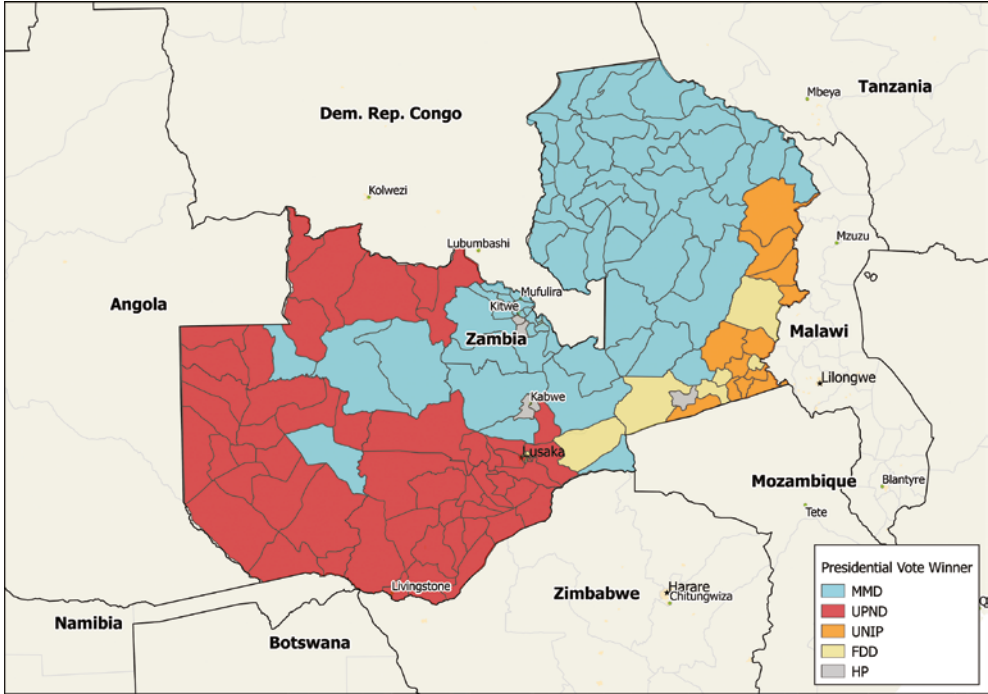 Mbeya
Tanzania
Dem. Rep. Congo
Kolwezi
Mzuzu
Lubumbashi
Mufulira
Angola
Kitwe
Zambia
Malawi
Lilongwe
Kabwe
Lusaka
Mozambique
Blantyre
Tete
Livingstone
Zimbabwe
Harare
Chitungwiza
Namibia
Botswana
Presidential Vote Winner
MMD
UPND
UNIP
FDD
HP